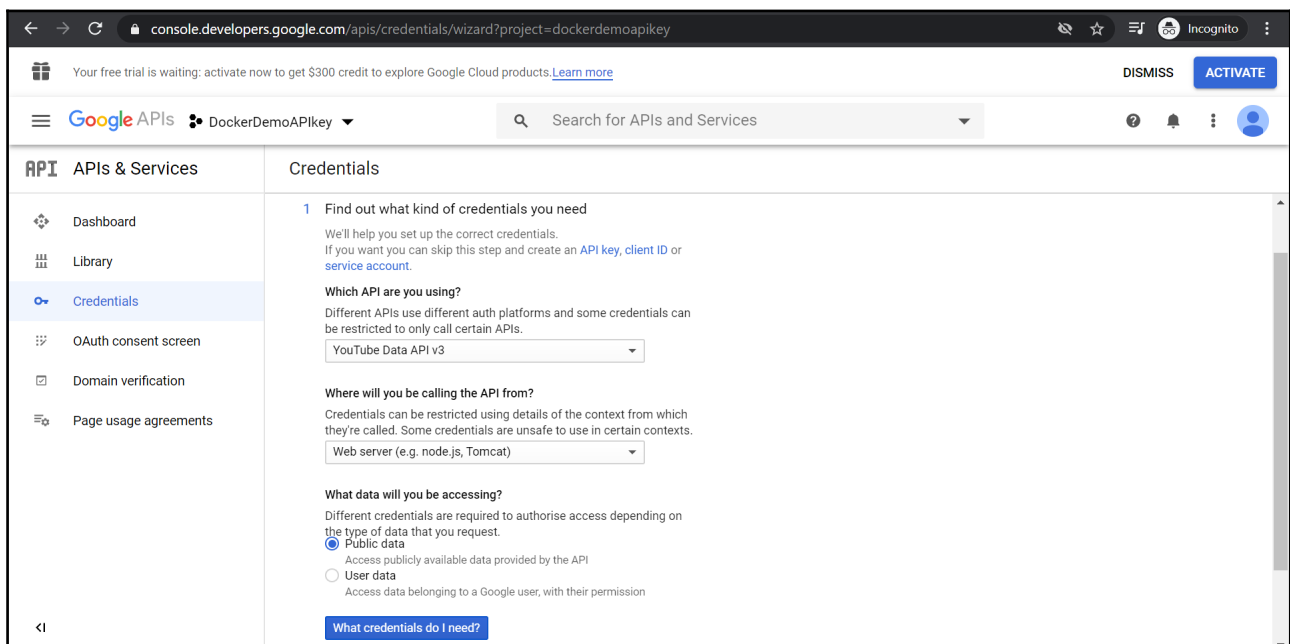 console.developers.google.com/apis/credentials/wizard?project=dockerdemoapikey
Incognito
Your free trial is waiting: activate now to get $300 credit to explore Google Cloud products. Learn more
DISMISS
ACTIVATE
Google APIs
DockerDemoAPIkey
Search for APIs and Services
API APIs & Services
Credentials
Dashboard
Library
Credentials
OAuth consent screen
Domain verification
Page usage agreements
1 Find out what kind of credentials you need
We'll help you set up the correct credentials.
If you want you can skip this step and create an API key, client ID or
service account.
Which API are you using?
Different APIs use different auth platforms and some credentials can
be restricted to only call certain APIs.
YouTube Data API v3
Where will you be calling the API from?
Credentials can be restricted using details of the context from which
they're called. Some credentials are unsafe to use in certain contexts.
Web server (e.g. node.js, Tomcat)
What data will you be accessing?
Different credentials are required to authorise access depending on
the type of data that you request.
Public data
Access publicly available data provided by the API
User data
Access data belonging to a Google user, with their permission
What credentials do I need?